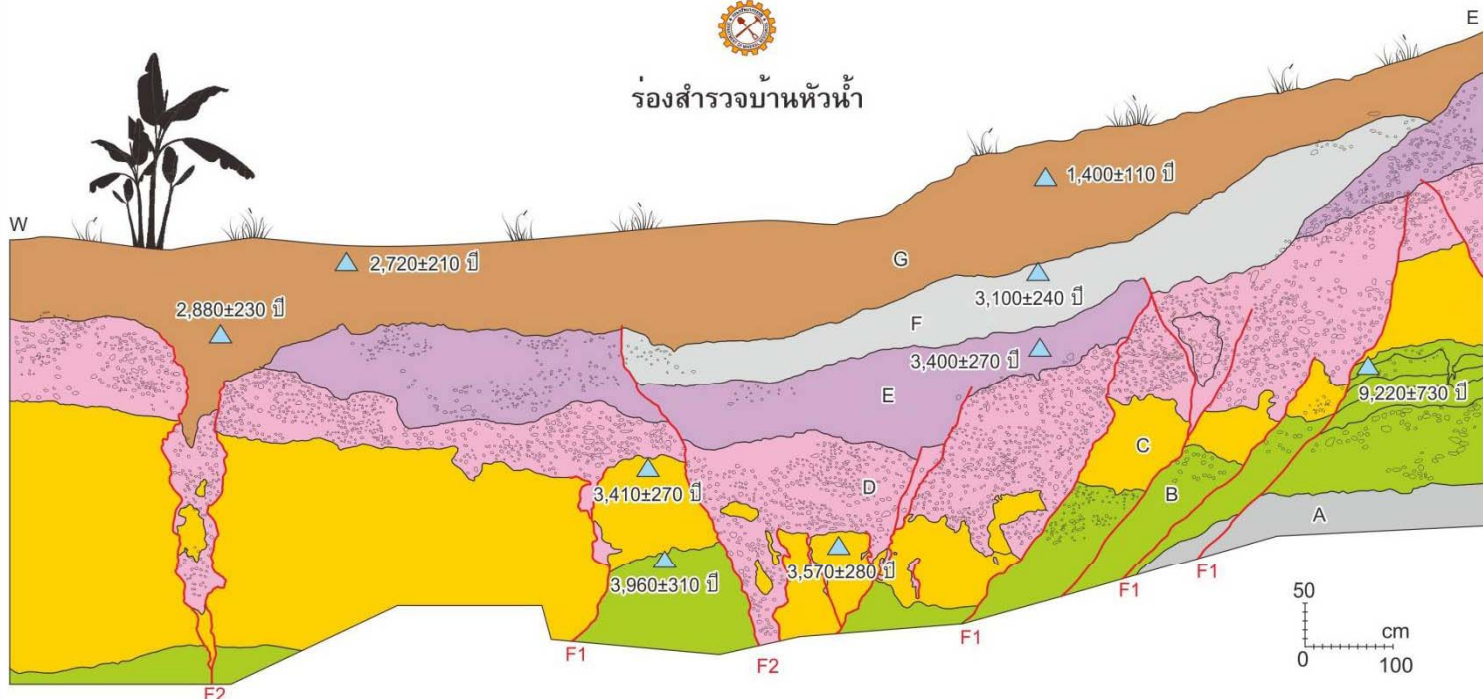 E
ร่องสำรวจบ้านหัวน้ำ
1,400±110 ปี
W
2,720±210 ปี
G
2,880±230 ปี
3,100±240 ปี
F
3,400±270 ปี
9,220±730 ปี
E
C
3,410±270 ปี
D
B
A
3,960±310 ปี
3,570±280 ปี
F1
F1
50
cm
0
100
F1
F1
F2
F2